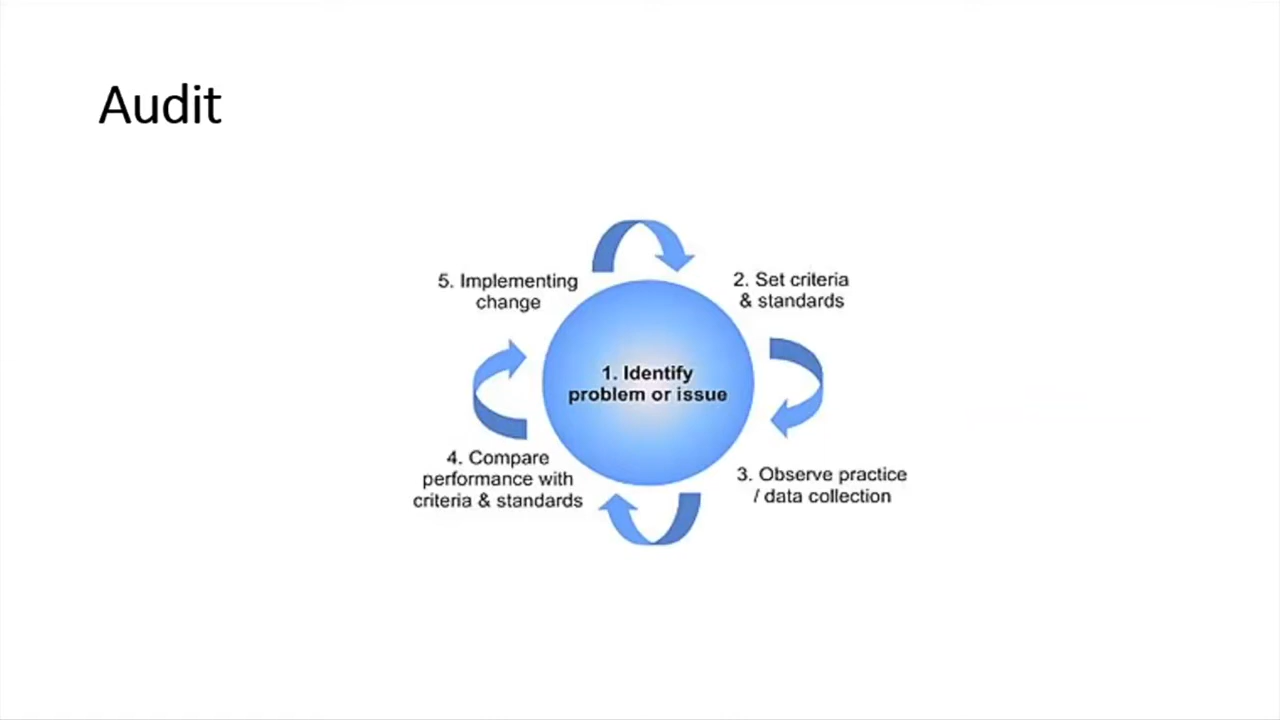 Audit
1. Identify
problem or issue
2. Set criteria
& standards
3. Observe practice
/ data collection
4. Compare
performance with
criteria & standards
5. Implementing
change